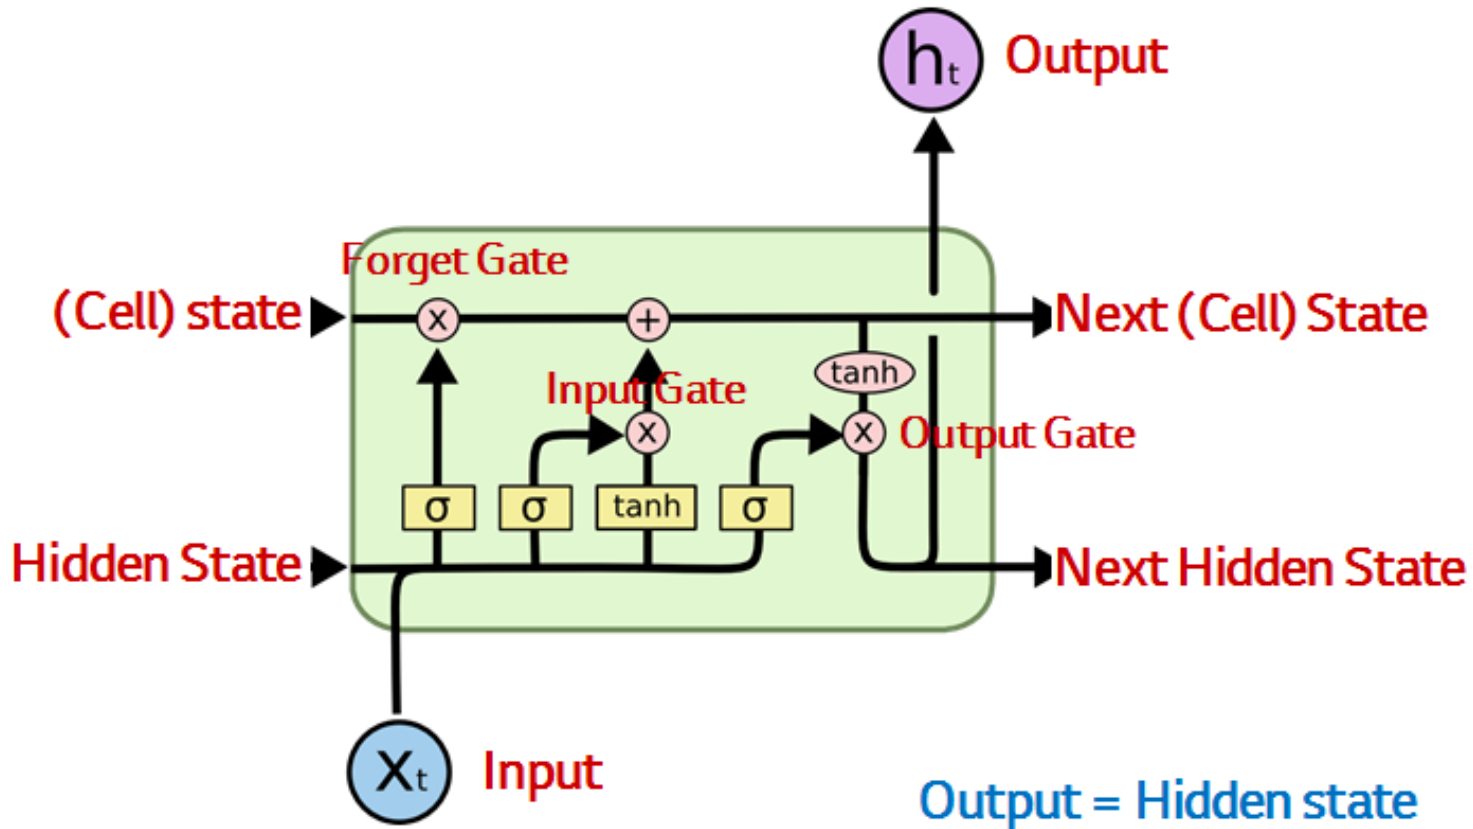 ht
Output
Forget Gate
(Cell) state
x
+
Next (Cell) State
tanh
Input Gate
x
x
Output Gate
σ
σ
tanh
σ
Hidden State
Next Hidden State
Xt
Input
Output = Hidden state